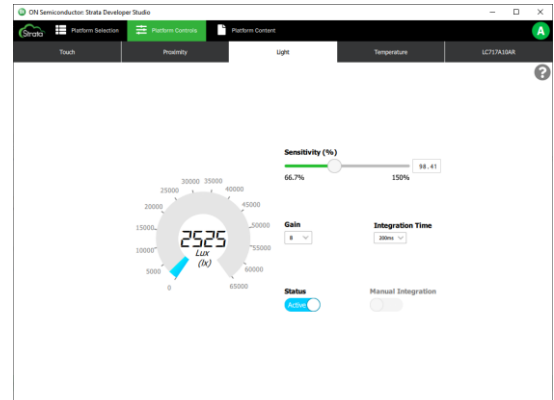 ON Semiconductor Strata Developer Studio
Strata
Platform Selection
Platform Controls
Platform Content
A
Touch
Proximity
Light
Temperature
LC717A10AR
?
Sensitivity (%)
98.41
66.7%
150%
30000
35000
25000
40000
20000
45000
15000
50000
10000
55000
5000
60000
0
65000
2525
Lux
(lx)
Gain
Integration Time
8
200ms
Status
Manual Integration
Active